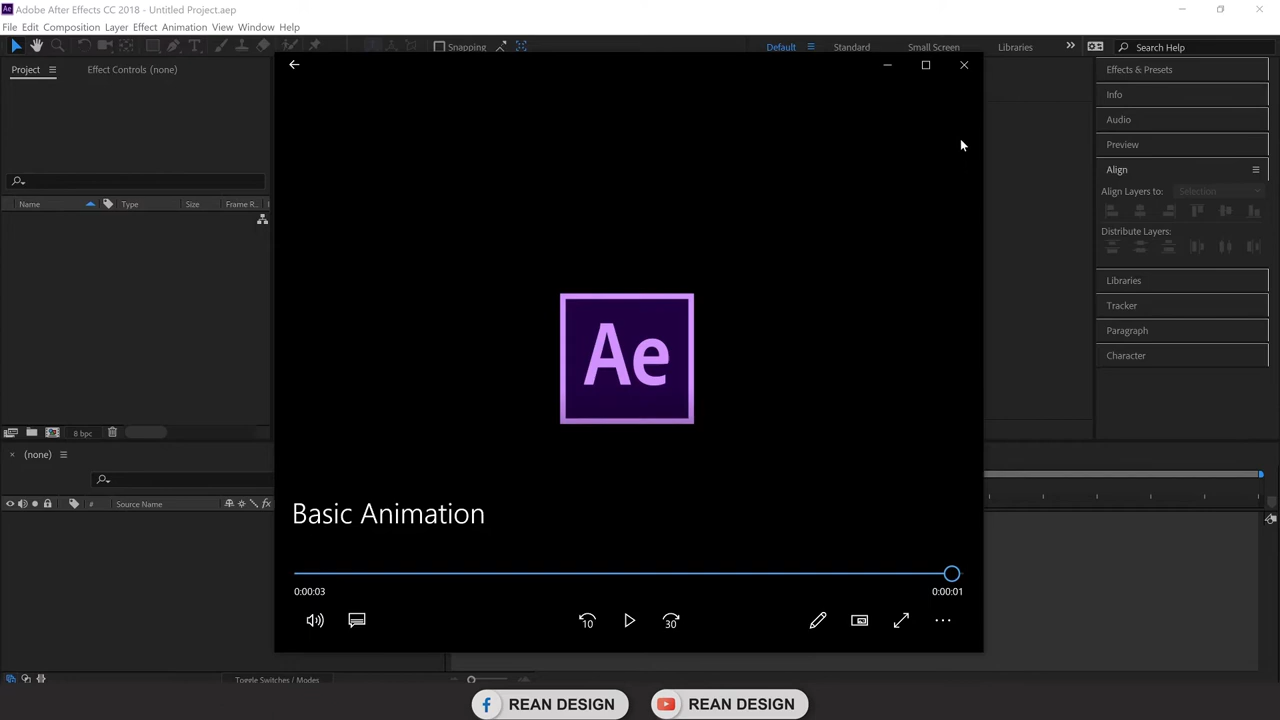 Adobe After Effects CC 2018 - Untitled Project.aep
File Edit Composition Layer Effect Animation View Window Help
Snapping
Default Standard Small Screen Libraries
Search Help
Project Effect Controls (none)
Effects & Presets
Info
Audio
Preview
Align
Align Layers to: Selection
Distribute Layers:
Libraries
Tracker
Paragraph
Character
Name Type Size Frame R..
Ae
8 bpc
(none)
# Source Name
Basic Animation
0:00:03 0:00:01
10 30
Toggle Switches / Modes
REAN DESIGN REAN DESIGN